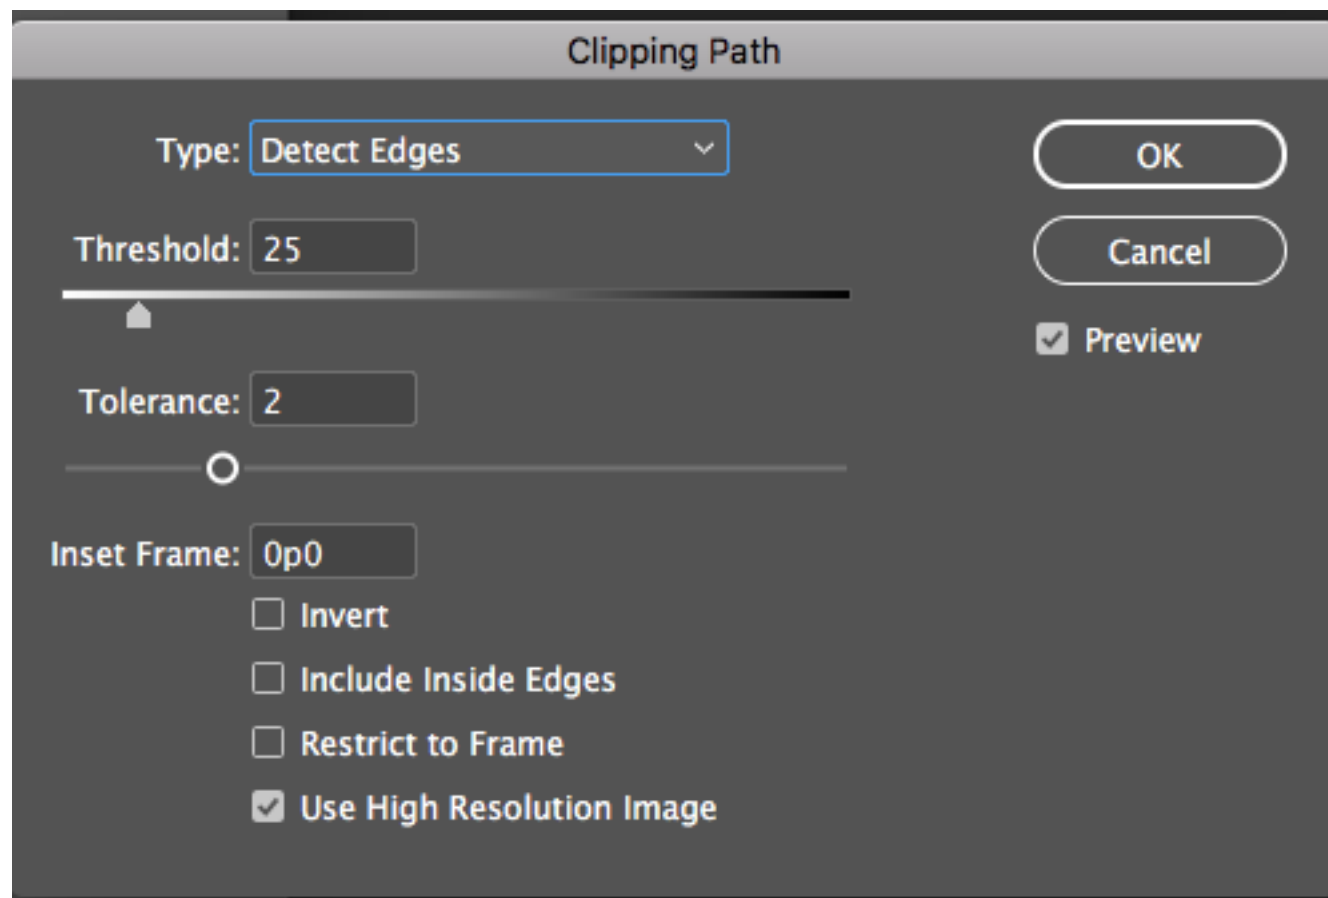 Clipping Path
Type: Detect Edges
OK
Threshold: 25
Cancel
Preview
Tolerance: 2
Inset Frame: 0p0
Invert
Include Inside Edges
Restrict to Frame
Use High Resolution Image